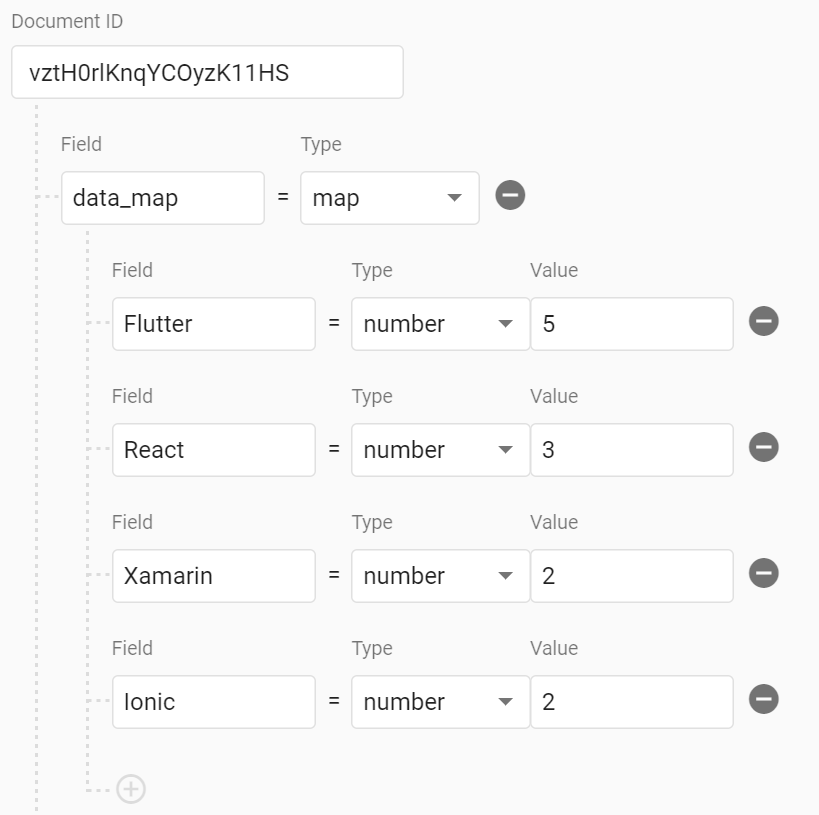 Document ID
vztH0rlKnqYCOyzK11HS
Field Type
data_map = map
Field Type Value
Flutter = number 5
Field Type Value
React = number 3
Field Type Value
Xamarin = number 2
Field Type Value
Ionic = number 2